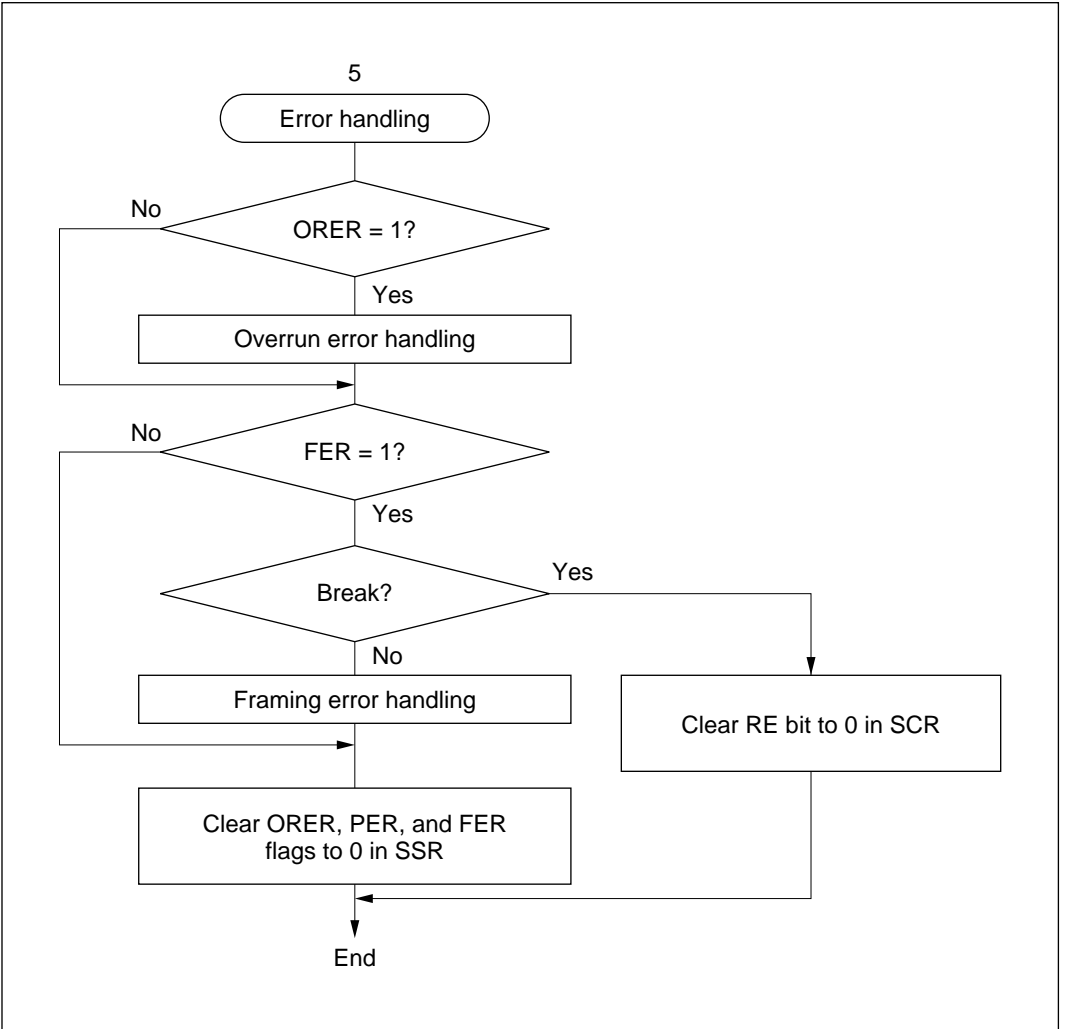 5
Error handling
No
ORER = 1?
Yes
Overrun error handling
No
FER = 1?
Yes
Break?
Yes
No
Framing error handling
Clear RE bit to 0 in SCR
Clear ORER, PER, and FER
flags to 0 in SSR
End